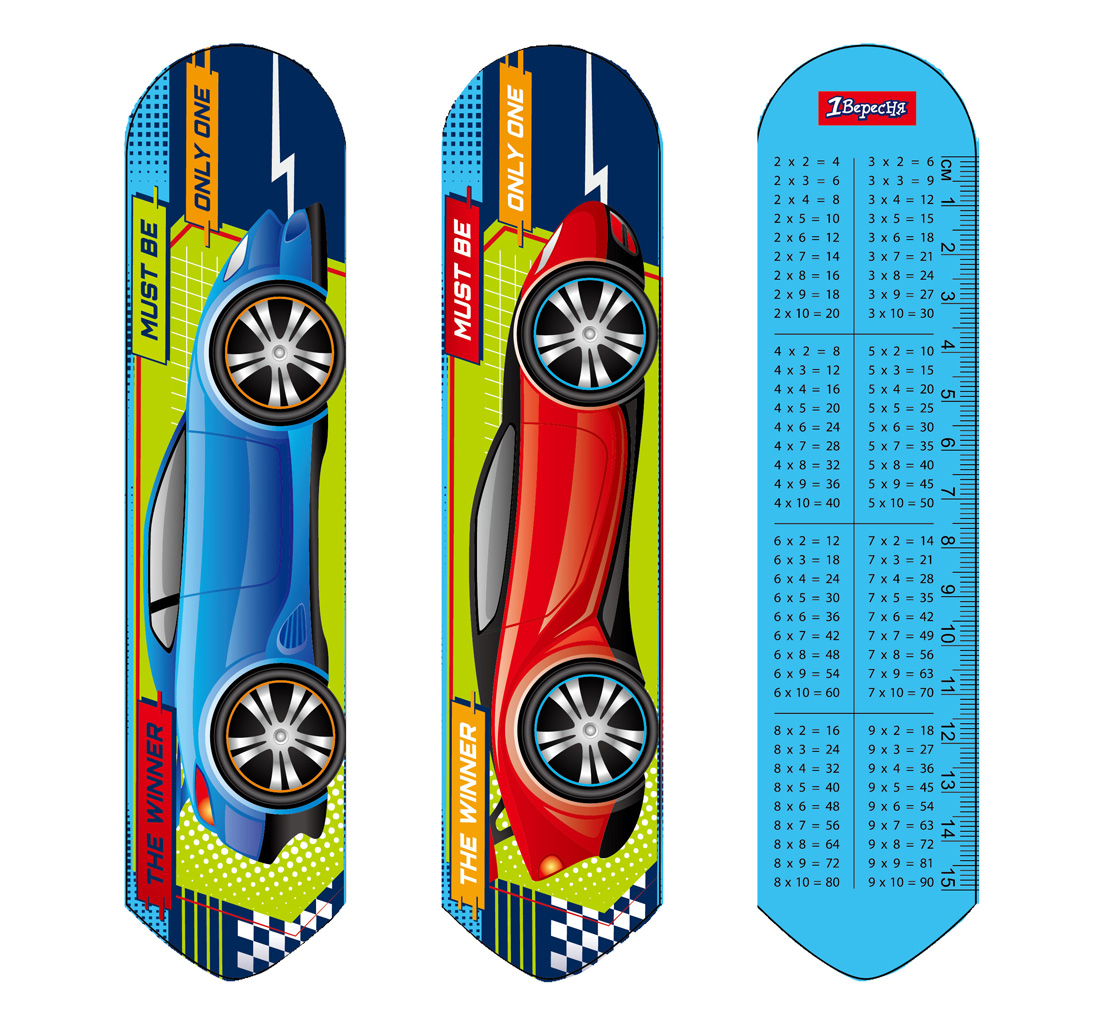 ONLY ONE
MUST BE
THE WINNER
ONLY ONE
MUST BE
THE WINNER
1 Вересня
2 x 2 = 4
2 x 3 = 6
2 x 4 = 8
2 x 5 = 10
2 x 6 = 12
2 x 7 = 14
2 x 8 = 16
2 x 9 = 18
2 x 10 = 20
3 x 2 = 6
3 x 3 = 9
3 x 4 = 12
3 x 5 = 15
3 x 6 = 18
3 x 7 = 21
3 x 8 = 24
3 x 9 = 27
3 x 10 = 30
4 x 2 = 8
4 x 3 = 12
4 x 4 = 16
4 x 5 = 20
4 x 6 = 24
4 x 7 = 28
4 x 8 = 32
4 x 9 = 36
4 x 10 = 40
5 x 2 = 10
5 x 3 = 15
5 x 4 = 20
5 x 5 = 25
5 x 6 = 30
5 x 7 = 35
5 x 8 = 40
5 x 9 = 45
5 x 10 = 50
6 x 2 = 12
6 x 3 = 18
6 x 4 = 24
6 x 5 = 30
6 x 6 = 36
6 x 7 = 42
6 x 8 = 48
6 x 9 = 54
6 x 10 = 60
7 x 2 = 14
7 x 3 = 21
7 x 4 = 28
7 x 5 = 35
7 x 6 = 42
7 x 7 = 49
7 x 8 = 56
7 x 9 = 63
7 x 10 = 70
8 x 2 = 16
8 x 3 = 24
8 x 4 = 32
8 x 5 = 40
8 x 6 = 48
8 x 7 = 56
8 x 8 = 64
8 x 9 = 72
8 x 10 = 80
9 x 2 = 18
9 x 3 = 27
9 x 4 = 36
9 x 5 = 45
9 x 6 = 54
9 x 7 = 63
9 x 8 = 72
9 x 9 = 81
9 x 10 = 90
СМ 1 2 3 4 5 6 7 8 9 10 11 12 13 14 15